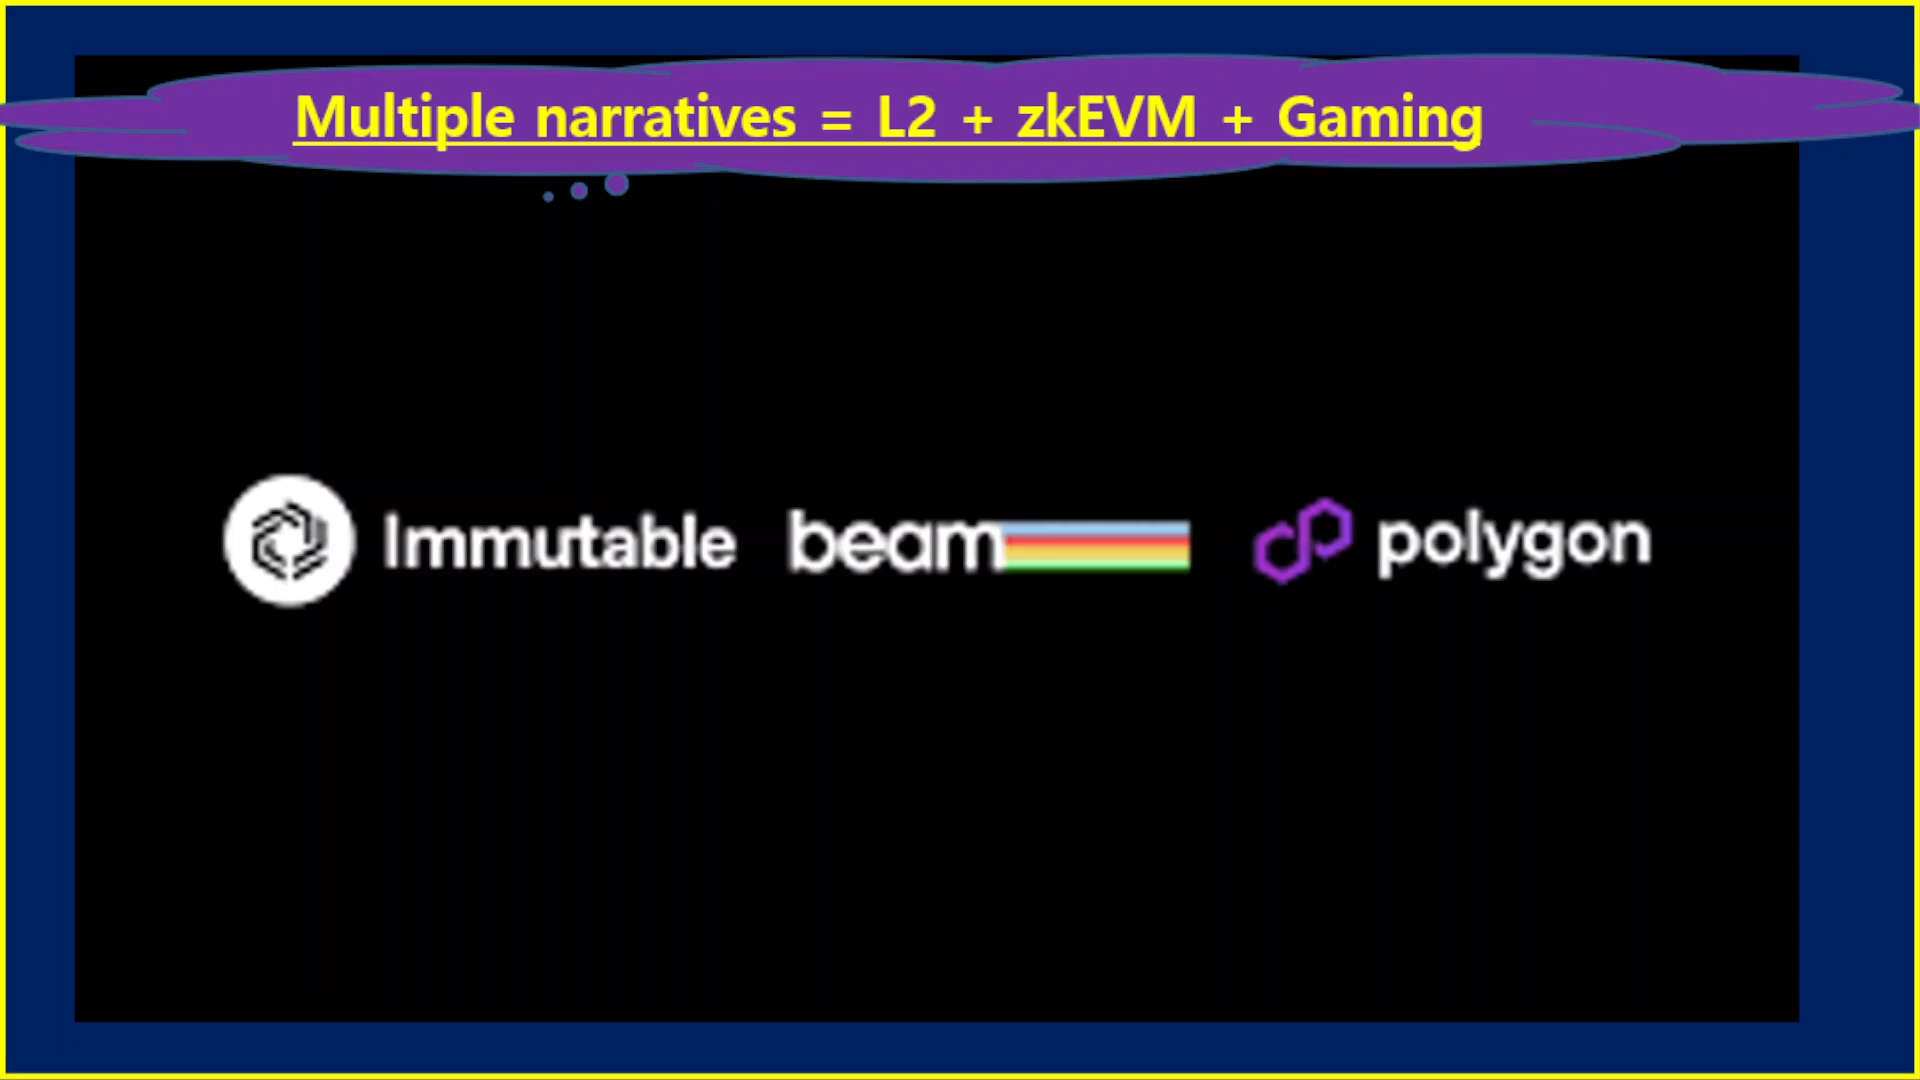 Multiple narratives = L2 + zkEVM + Gaming
Immutable beam polygon